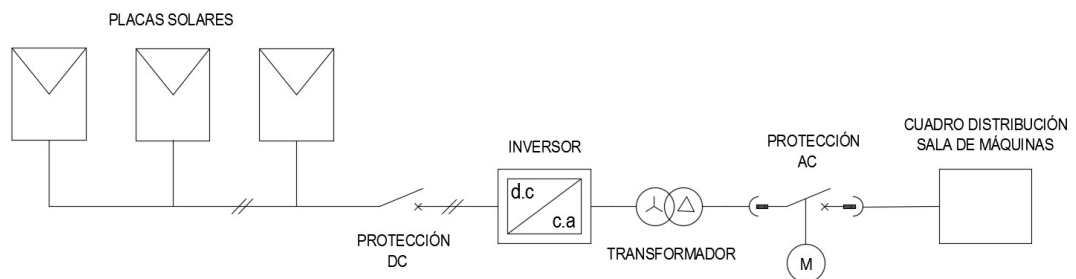 PLACAS SOLARES
INVERSOR
d.c
c.a
PROTECCIÓN
DC
TRANSFORMADOR
PROTECCIÓN
AC
M
CUADRO DISTRIBUCIÓN
SALA DE MÁQUINAS